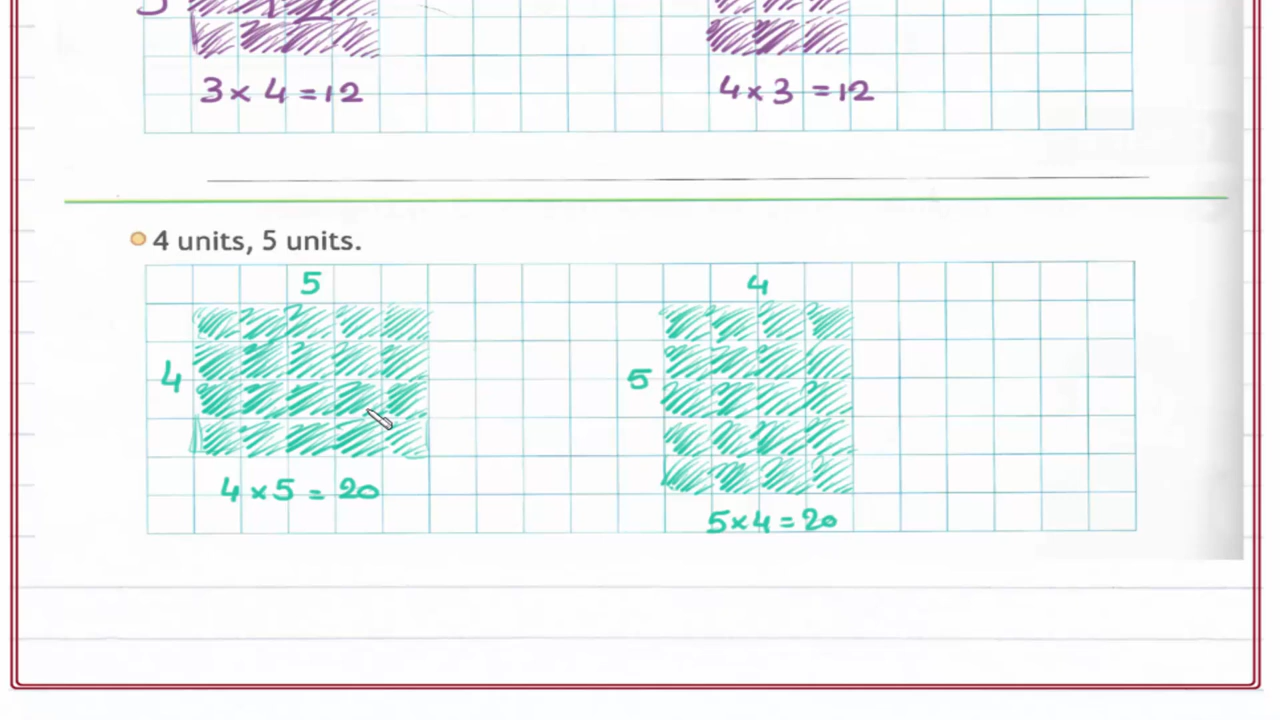 3
3 × 4 = 12
4 × 3 = 12
4 units, 5 units.
5
4
4
5
4 × 5 = 20
5 × 4 = 20